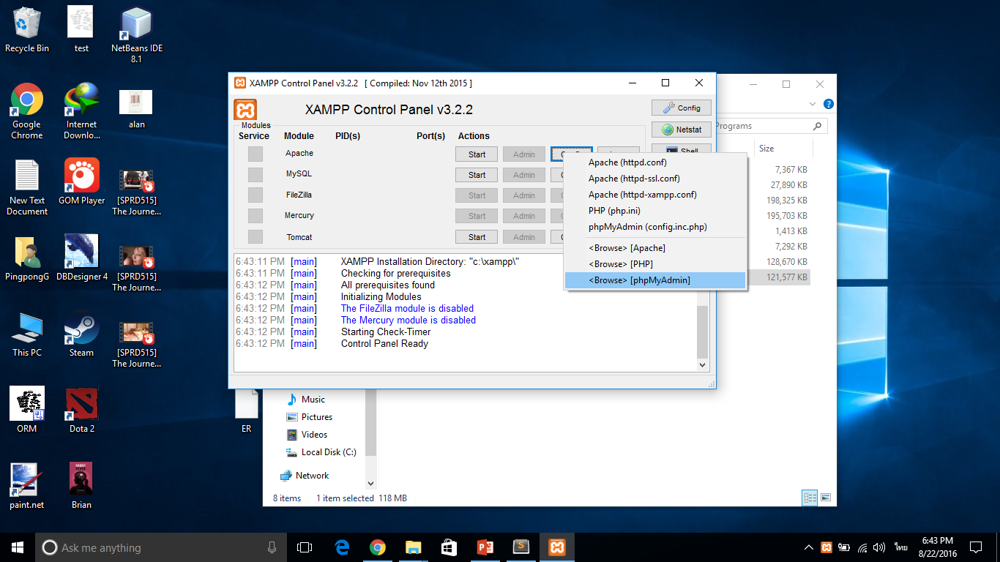 Recycle Bin
test
NetBeans IDE
8.1
Google
Chrome
Internet
Downlo...
alan
New Text
Document
GOM Player
[SPRD515]
The Journe...
PingpongG
DBDesigner 4
[SPRD515]
The Journe...
This PC
Steam
[SPRD515]
The Journe...
ORM
Dota 2
ER
paint.net
Brian
XAMPP Control Panel v3.2.2 [ Compiled: Nov 12th 2015 ]
XAMPP Control Panel v3.2.2
Config
Netstat
Shell
Modules
Service Module PID(s) Port(s) Actions
Apache Start Admin
MySQL Start Admin
FileZilla Start Admin
Mercury Start Admin
Tomcat Start Admin
Apache (httpd.conf)
Apache (httpd-ssl.conf)
Apache (httpd-xampp.conf)
PHP (php.ini)
phpMyAdmin (config.inc.php)
<Browse> [Apache]
<Browse> [PHP]
<Browse> [phpMyAdmin]
6:43:11 PM [main] XAMPP Installation Directory: "c:\xampp\"
6:43:11 PM [main] Checking for prerequisites
6:43:12 PM [main] All prerequisites found
6:43:12 PM [main] Initializing Modules
6:43:12 PM [main] The FileZilla module is disabled
6:43:12 PM [main] The Mercury module is disabled
6:43:12 PM [main] Starting Check-Timer
6:43:12 PM [main] Control Panel Ready
Programs
Size
7,367 KB
27,890 KB
198,325 KB
195,703 KB
1,413 KB
7,292 KB
128,670 KB
121,577 KB
Music
Pictures
Videos
Local Disk (C:)
Network
8 items 1 item selected 118 MB
Ask me anything
ไทย
6:43 PM
8/22/2016